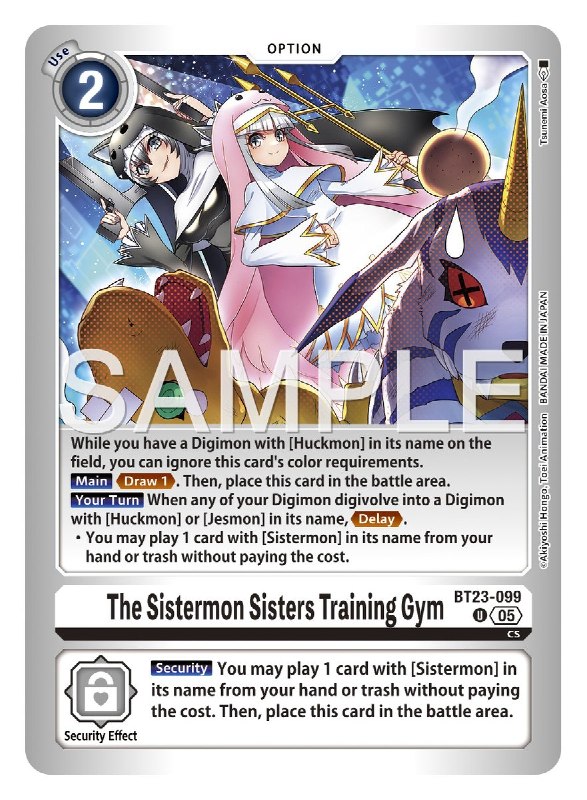 OPTION
Use
2
Tsunemi Aosa
SAMPLE
©Akiyoshi Hongo, Toei Animation BANDAI MADE IN JAPAN
While you have a Digimon with [Huckmon] in its name on the
field, you can ignore this card's color requirements.
Main Draw 1. Then, place this card in the battle area.
Your Turn When any of your Digimon digivolve into a Digimon
with [Huckmon] or [Jesmon] in its name, Delay.
・You may play 1 card with [Sistermon] in its name from your
hand or trash without paying the cost.
The Sistermon Sisters Training Gym
BT23-099
U 05
CS
Security You may play 1 card with [Sistermon] in
its name from your hand or trash without paying
the cost. Then, place this card in the battle area.
Security Effect